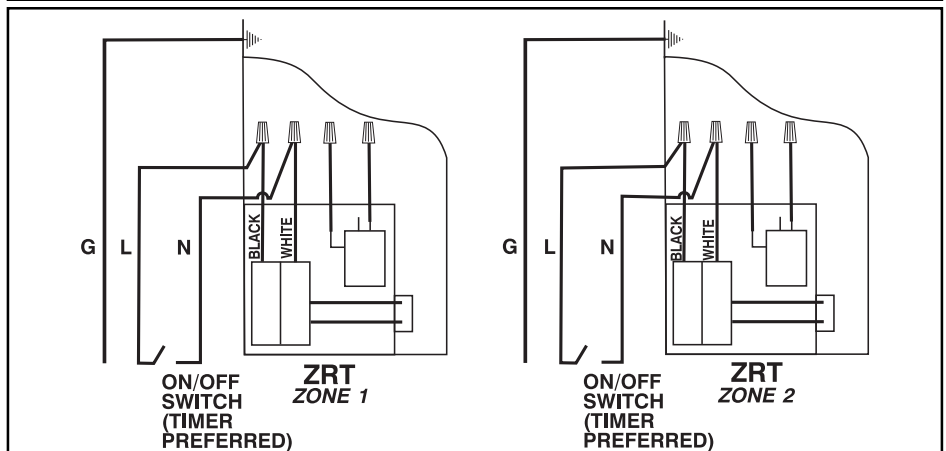 BLACK
WHITE
G
L
N
ON/OFF
SWITCH
(TIMER
PREFERRED)
ZRT
ZONE 1
BLACK
WHITE
G
L
N
ON/OFF
SWITCH
(TIMER
PREFERRED)
ZRT
ZONE 2